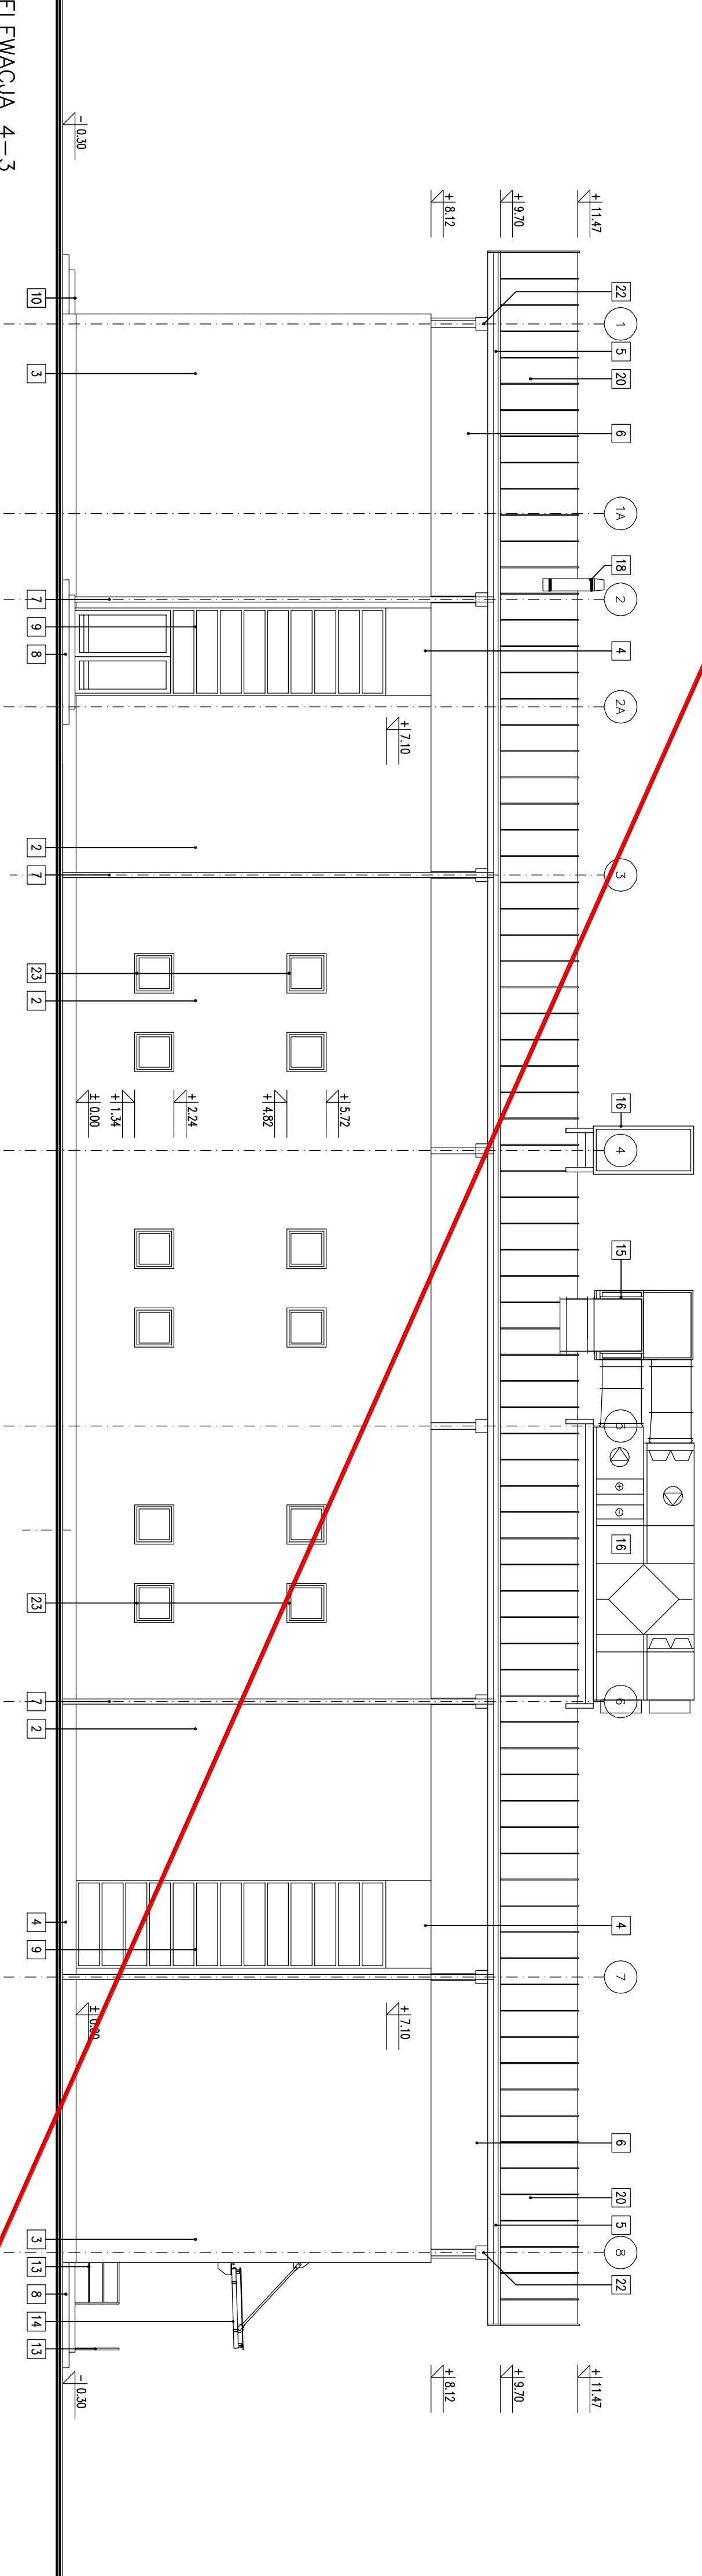 22 1 5 20 6 1A 18 2 4 2A 3 16 4 15 5 16 6 4 7 6 20 5 8 22
+ 11.47 + 11.47
+ 9.70 + 9.70
+ 8.12 + 8.12
+ 7.10 + 7.10
+ 5.72
+ 4.82
+ 2.24
+ 1.34
± 0.00 ± 0.00
- 0.30 - 0.30
10 3 7 9 8 2 7 23 2 23 7 2 4 9 3 13 8 14 13
ELEWACJA 4-3